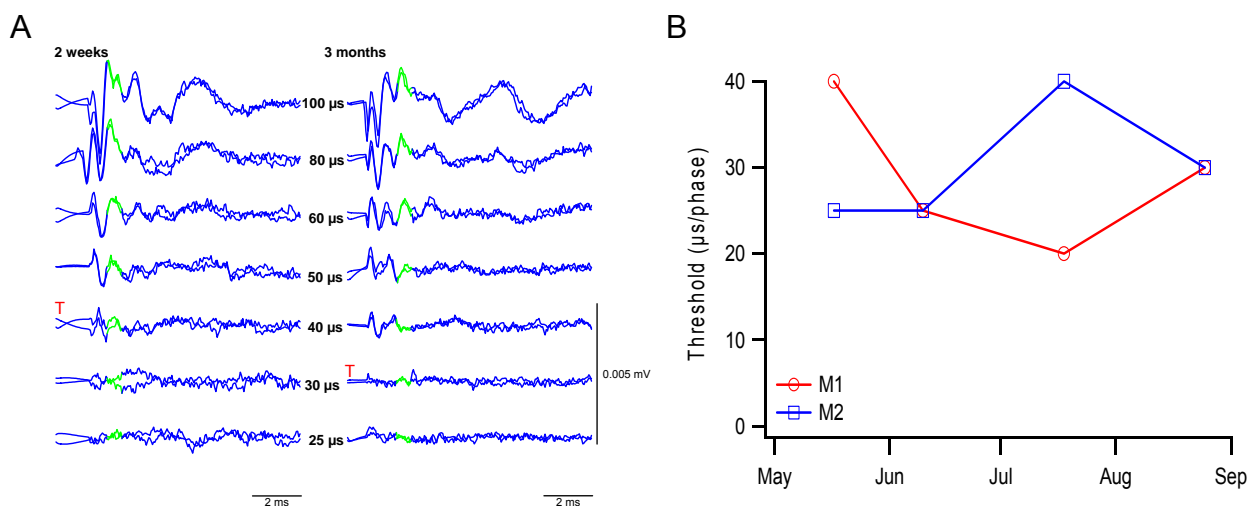 A
B
2 weeks
3 months
100 µs
80 µs
60 µs
50 µs
T
40 µs
T
30 µs
0.005 mV
25 µs
2 ms
2 ms
Threshold (µs/phase)
40
30
20
10
0
M1
M2
May
Jun
Jul
Aug
Sep